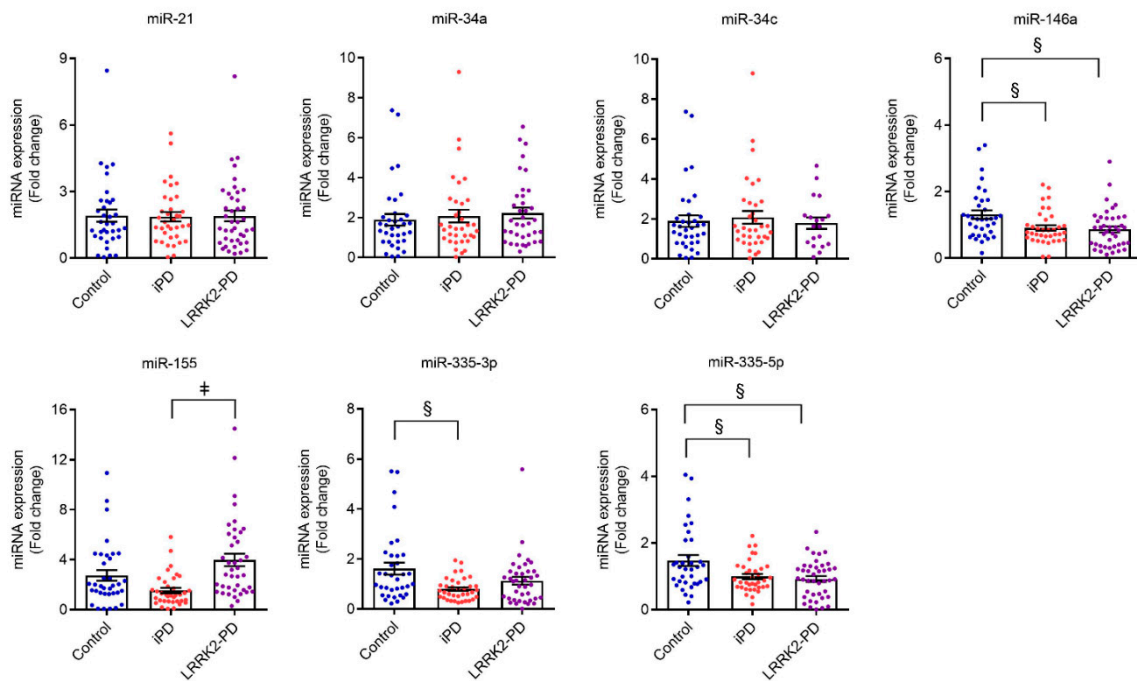 miR-21
miRNA expression
(Fold change)
9
6
3
0
Control
iPD
LRRK2-PD
miR-34a
miRNA expression
(Fold change)
10
8
6
4
2
0
Control
iPD
LRRK2-PD
miR-34c
miRNA expression
(Fold change)
10
8
6
4
2
0
Control
iPD
LRRK2-PD
miR-146a
miRNA expression
(Fold change)
6
4
2
0
§
§
Control
iPD
LRRK2-PD
miR-155
miRNA expression
(Fold change)
16
12
8
4
0
ǂ
Control
iPD
LRRK2-PD
miR-335-3p
miRNA expression
(Fold change)
8
6
4
2
0
§
Control
iPD
LRRK2-PD
miR-335-5p
miRNA expression
(Fold change)
6
4
2
0
§
§
Control
iPD
LRRK2-PD